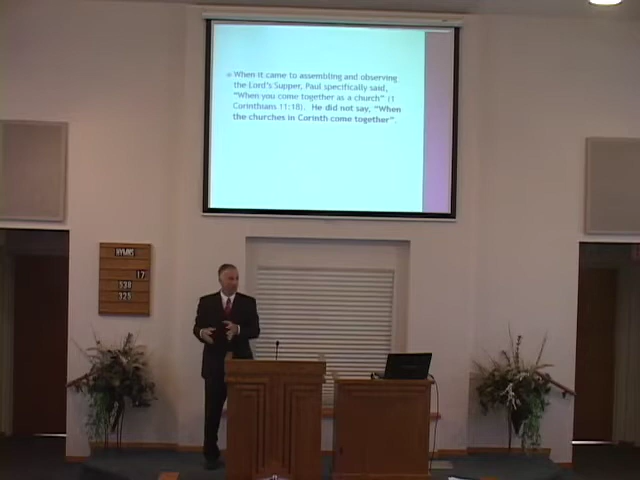 When it came to assembling and observing
the Lord's Supper, Paul specifically said,
"When you come together as a church" (1
Corinthians 11:18). He did not say, "When
the churches in Corinth come together".
HYMNS
17
538
325